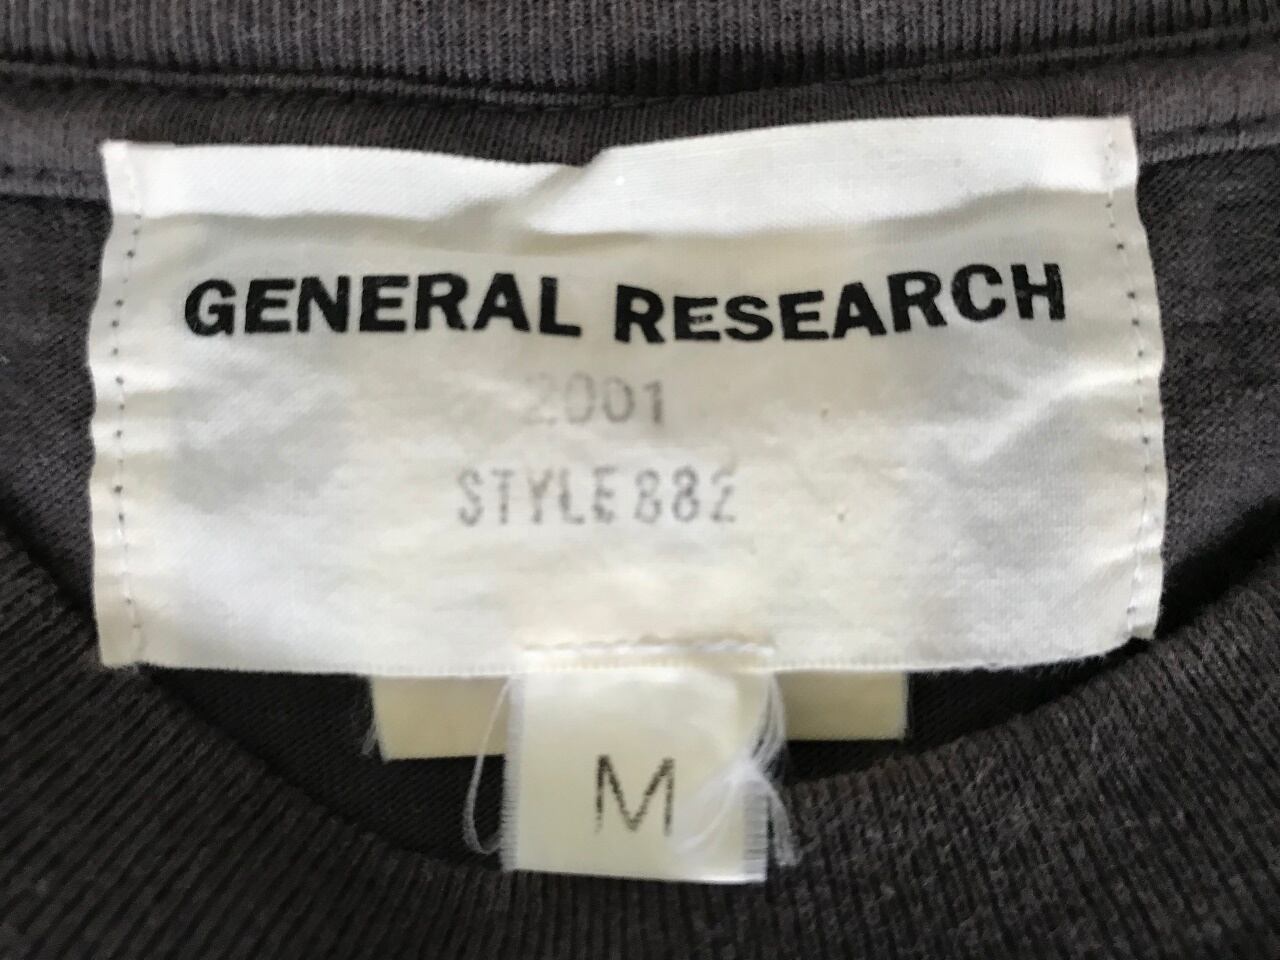 GENERAL RESEARCH
2001
STYLE882
M